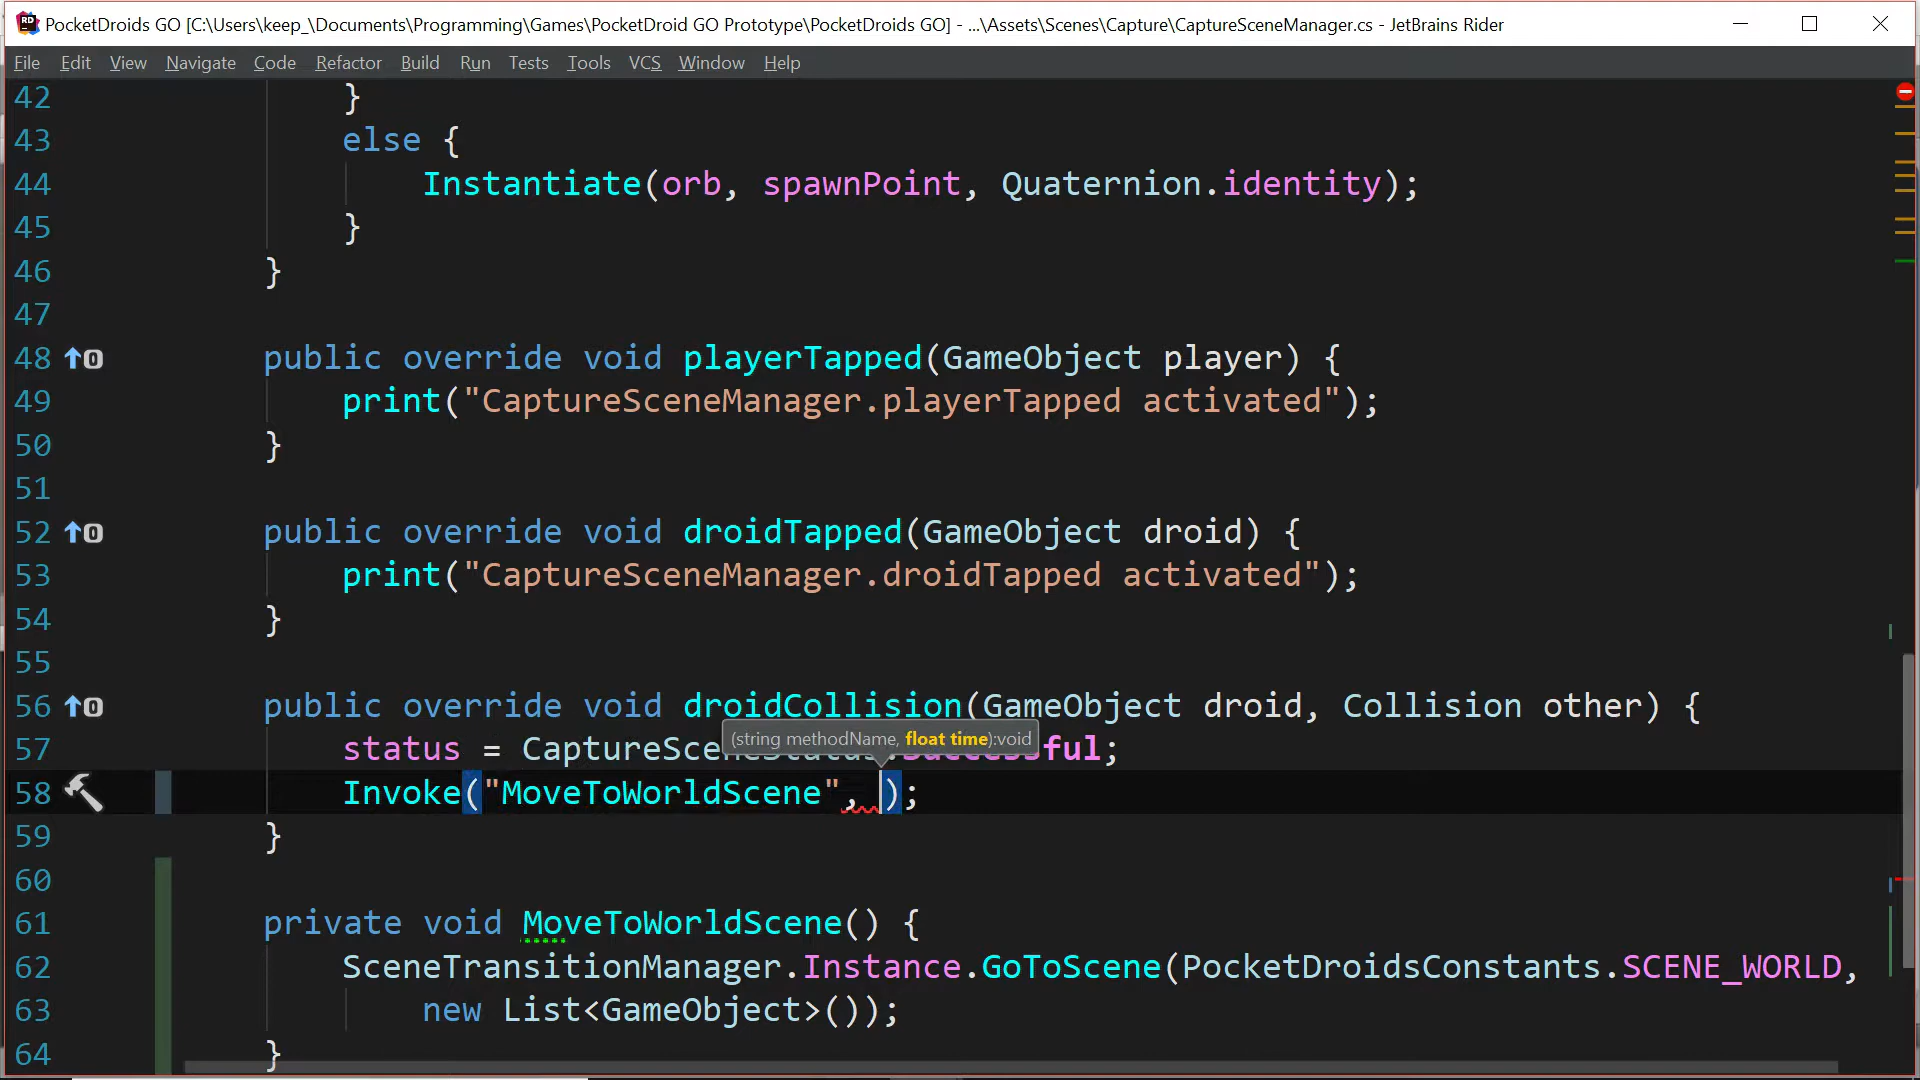 PocketDroids GO [C:\Users\keep_\Documents\Programming\Games\PocketDroid GO Prototype\PocketDroids GO] - ...\Assets\Scenes\Capture\CaptureSceneManager.cs - JetBrains Rider
File Edit View Navigate Code Refactor Build Run Tests Tools VCS Window Help
42 }
43 else {
44 Instantiate(orb, spawnPoint, Quaternion.identity);
45 }
46 }
47
48 public override void playerTapped(GameObject player) {
49 print("CaptureSceneManager.playerTapped activated");
50 }
51
52 public override void droidTapped(GameObject droid) {
53 print("CaptureSceneManager.droidTapped activated");
54 }
55
56 public override void droidCollision(GameObject droid, Collision other) {
(string methodName, float time):void
57 status = CaptureSceneStatus.Successful;
58 Invoke("MoveToWorldScene", );
59 }
60
61 private void MoveToWorldScene() {
62 SceneTransitionManager.Instance.GoToScene(PocketDroidsConstants.SCENE_WORLD,
63 new List<GameObject>());
64 }